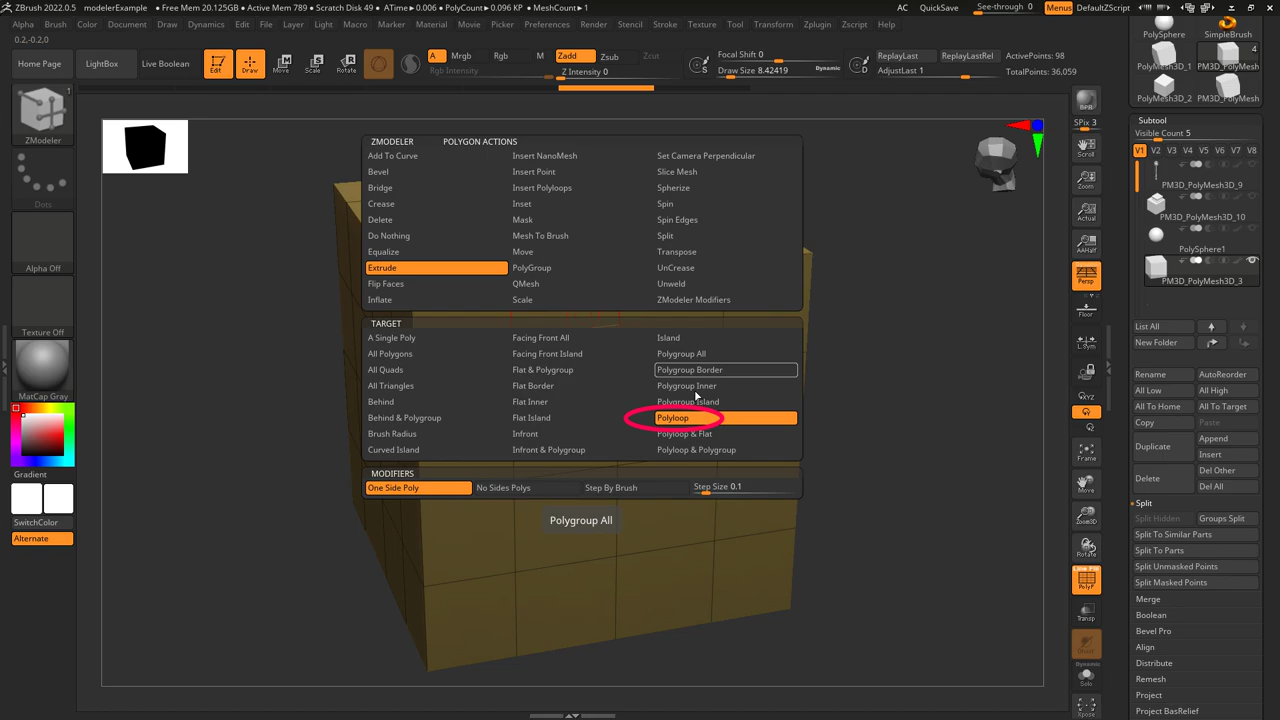 ZBrush 2022.0.5 modelerExample • Free Mem 20.125GB • Active Mem 789 • Scratch Disk 49 • ATime▸0.006 • PolyCount▸0.096 KP • MeshCount▸1 AC QuickSave See-through 0 Menus DefaultZScript
Alpha Brush Color Document Draw Dynamics Edit File Layer Light Macro Marker Material Movie Picker Preferences Render Stencil Stroke Texture Tool Transform Zplugin Zscript Help
0.2,-0.2,0
Home Page LightBox Live Boolean Edit Draw Move Scale Rotate A Mrgb Rgb M Zadd Zsub Zcut Focal Shift 0 ReplayLast ReplayLastRel ActivePoints: 98
Rgb Intensity Z Intensity 0 S Draw Size 8.42419 Dynamic D AdjustLast 1 TotalPoints: 36,059
1
ZModeler
Dots
Alpha Off
Texture Off
MatCap Gray
Gradient
SwitchColor
Alternate
ZMODELER POLYGON ACTIONS
Add To Curve Insert NanoMesh Set Camera Perpendicular
Bevel Insert Point Slice Mesh
Bridge Insert Polyloops Spherize
Crease Inset Spin
Delete Mask Spin Edges
Do Nothing Mesh To Brush Split
Equalize Move Transpose
Extrude PolyGroup UnCrease
Flip Faces QMesh Unweld
Inflate Scale ZModeler Modifiers
TARGET
A Single Poly Facing Front All Island
All Polygons Facing Front Island Polygroup All
All Quads Flat & Polygroup Polygroup Border
All Triangles Flat Border Polygroup Inner
Behind Flat Inner Polygroup Island
Behind & Polygroup Flat Island Polyloop
Brush Radius Infront Polyloop & Flat
Curved Island Infront & Polygroup Polyloop & Polygroup
MODIFIERS
One Side Poly No Sides Polys Step By Brush Step Size 0.1
Polygroup All
BPR
SPix 3
Scroll
Zoom
Actual
AAHalf
Persp
Floor
L.Sym
XYZ
Frame
Move
Zoom3D
Rotate
Line Fill
PolyF
Transp
Ghost
Dynamic
Solo
Xpose
PolySphere SimpleBrush
4
PolyMesh3D_1 PM3D_PolyMesh
PolyMesh3D_2 PM3D_PolyMesh
Subtool
Visible Count 5
V1 V2 V3 V4 V5 V6 V7 V8
PM3D_PolyMesh3D_9
PM3D_PolyMesh3D_10
PolySphere1
PM3D_PolyMesh3D_3
List All
New Folder
Rename AutoReorder
All Low All High
All To Home All To Target
Copy
Duplicate Append
Insert
Delete Del Other
Del All
Split
Split Hidden Groups Split
Split To Similar Parts
Split To Parts
Split Unmasked Points
Split Masked Points
Merge
Boolean
Bevel Pro
Align
Distribute
Remesh
Project
Project BasRelief